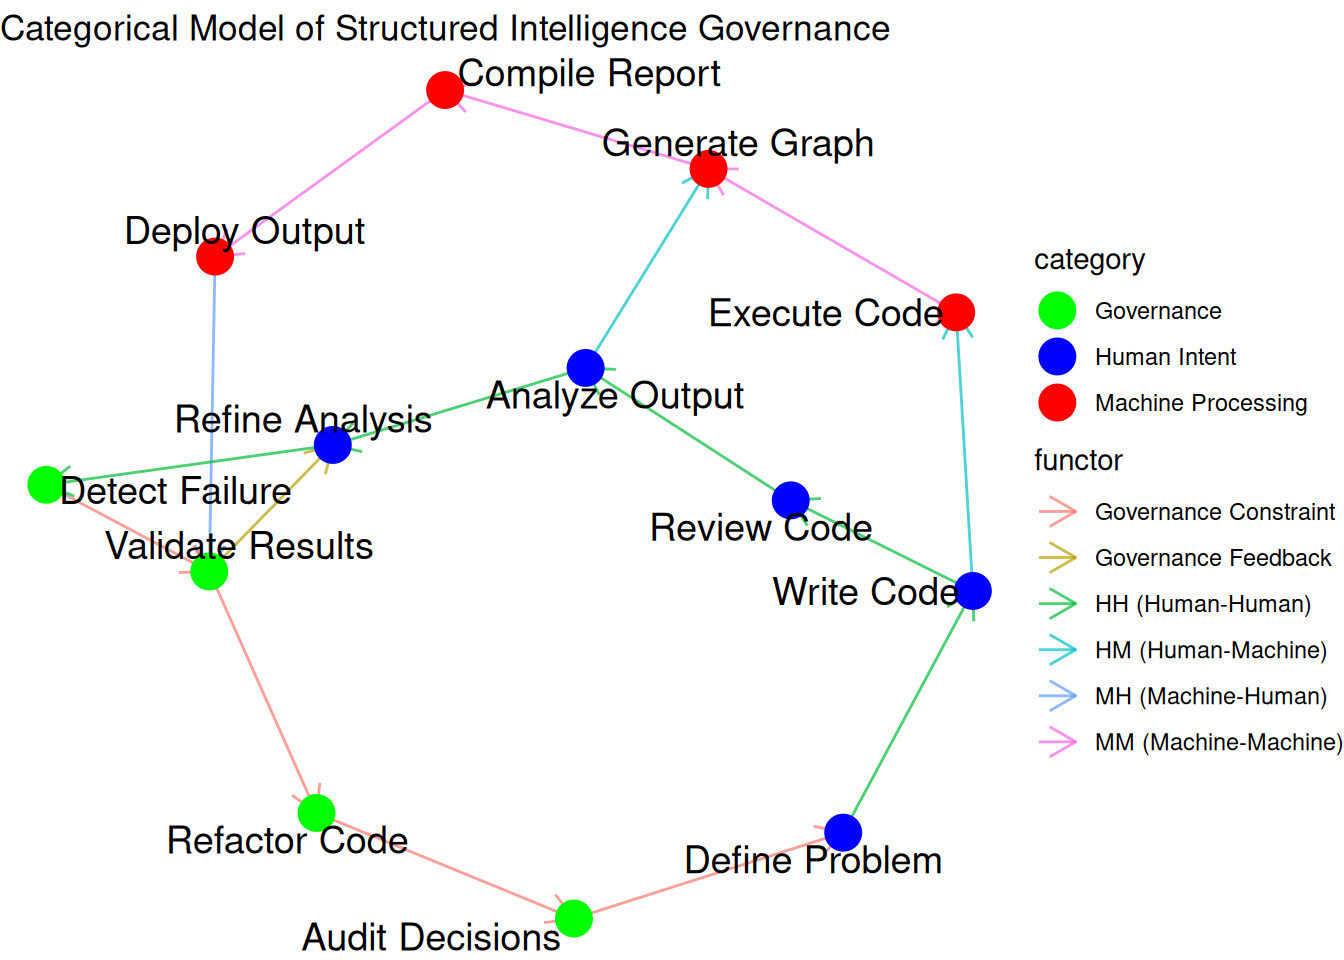 Categorical Model of Structured Intelligence Governance
Compile Report
Generate Graph
Deploy Output
Execute Code
Analyze Output
Refine Analysis
Detect Failure
Validate Results
Review Code
Write Code
Refactor Code
Define Problem
Audit Decisions
category
Governance
Human Intent
Machine Processing
functor
Governance Constraint
Governance Feedback
HH (Human-Human)
HM (Human-Machine)
MH (Machine-Human)
MM (Machine-Machine)